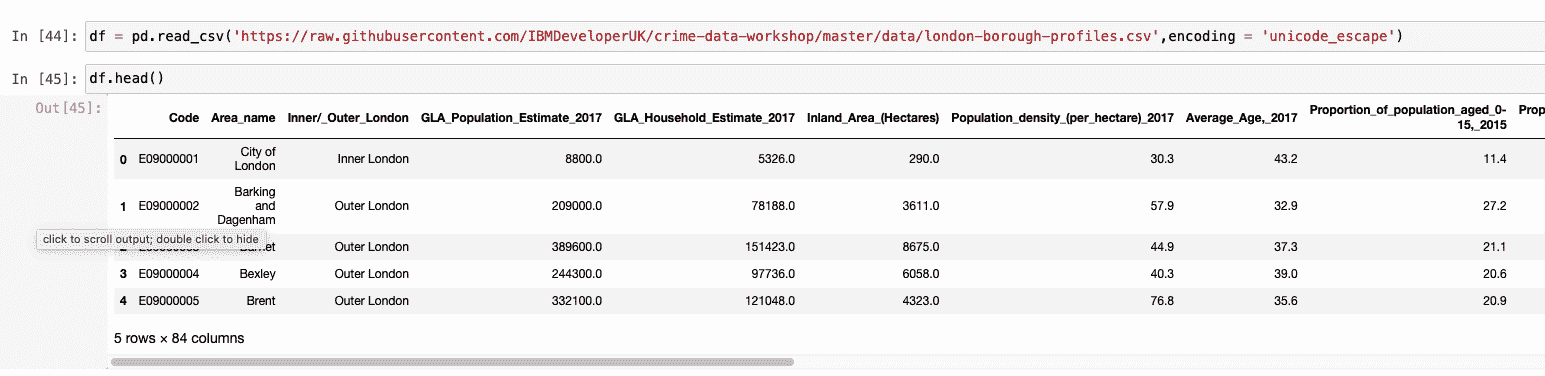 In [44]: df = pd.read_csv('https://raw.githubusercontent.com/IBMDeveloperUK/crime-data-workshop/master/data/london-borough-profiles.csv',encoding = 'unicode_escape')
In [45]: df.head()
Out[45]:
Code Area_name Inner/_Outer_London GLA_Population_Estimate_2017 GLA_Household_Estimate_2017 Inland_Area_(Hectares) Population_density_(per_hectare)_2017 Average_Age,_2017 Proportion_of_population_aged_0-
15,_2015 Prop
0 E09000001 City of
London Inner London 8800.0 5326.0 290.0 30.3 43.2 11.4
1 E09000002 Barking
and
Dagenham Outer London 209000.0 78188.0 3611.0 57.9 32.9 27.2
click to scroll output; double click to hide
Outer London 389600.0 151423.0 8675.0 44.9 37.3 21.1
3 E09000004 Bexley Outer London 244300.0 97736.0 6058.0 40.3 39.0 20.6
4 E09000005 Brent Outer London 332100.0 121048.0 4323.0 76.8 35.6 20.9
5 rows × 84 columns